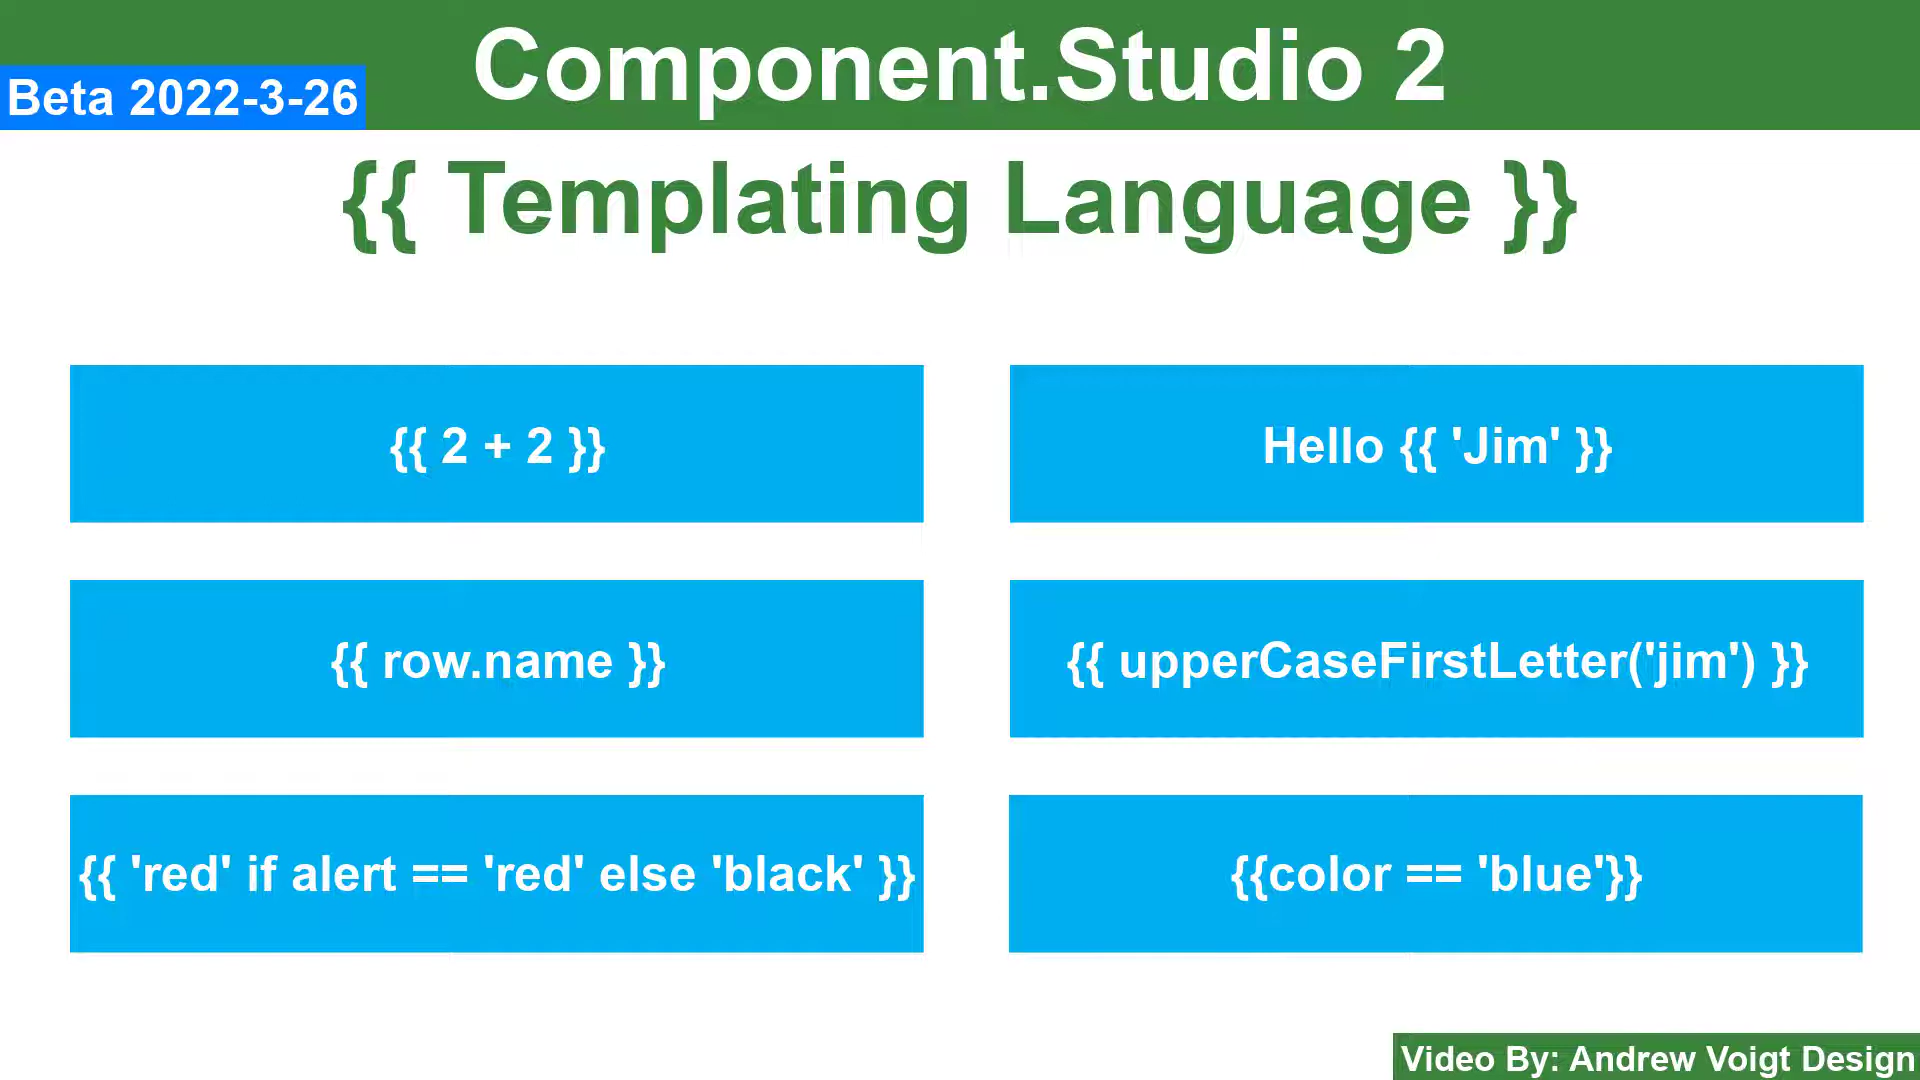 Component.Studio 2
Beta 2022-3-26
{{ Templating Language }}
{{ 2 + 2 }}
Hello {{ 'Jim' }}
{{ row.name }}
{{ upperCaseFirstLetter('jim') }}
{{ 'red' if alert == 'red' else 'black' }}
{{color == 'blue'}}
Video By: Andrew Voigt Design